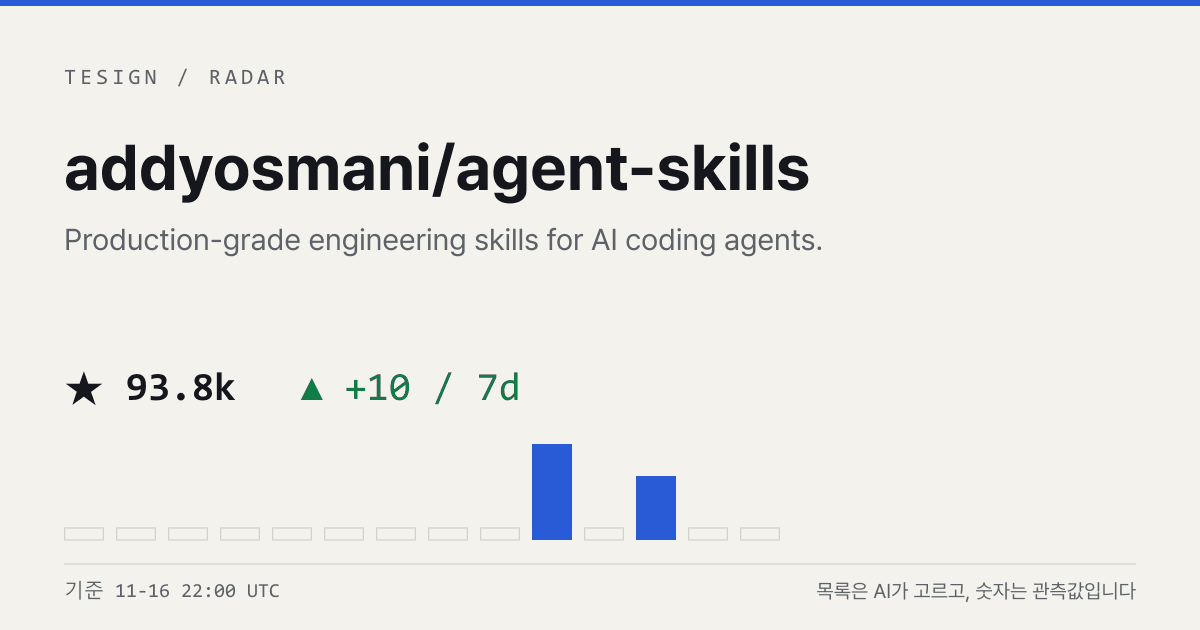 TESIGN / RADAR
addyosmani/agent-skills
Production-grade engineering skills for AI coding agents.
★ 93.8k ▲ +10 / 7d
기준 11-16 22:00 UTC
목록은 AI가 고르고, 숫자는 관측값입니다